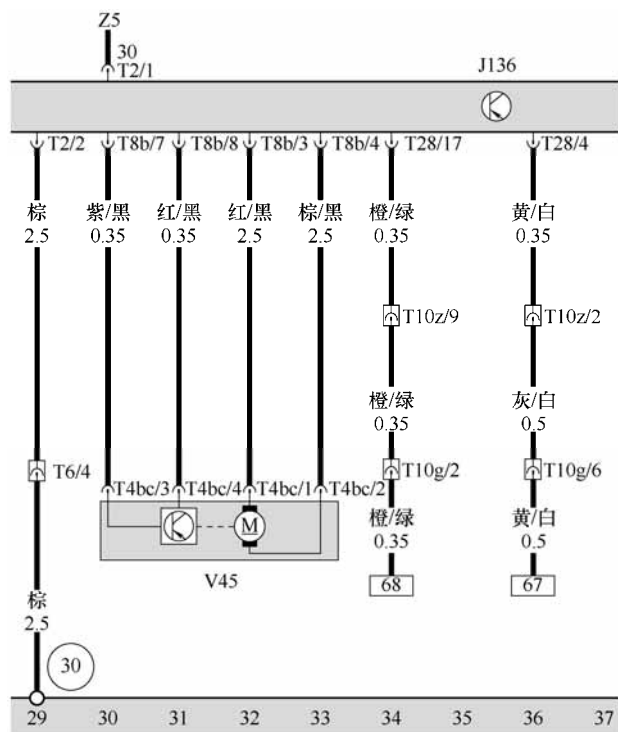 Z5
30
T2/1
J136
T2/2 T8b/7 T8b/8 T8b/3 T8b/4 T28/17 T28/4
棕 紫/黑 红/黑 红/黑 棕/黑 橙/绿 黄/白
2.5 0.35 0.35 2.5 2.5 0.35 0.35
T10z/9 T10z/2
橙/绿 灰/白
0.35 0.5
T6/4 T4bc/3 T4bc/4 T4bc/1 T4bc/2 T10g/2 T10g/6
M
橙/绿 黄/白
0.35 0.5
V45 68 67
棕
2.5
30
29 30 31 32 33 34 35 36 37